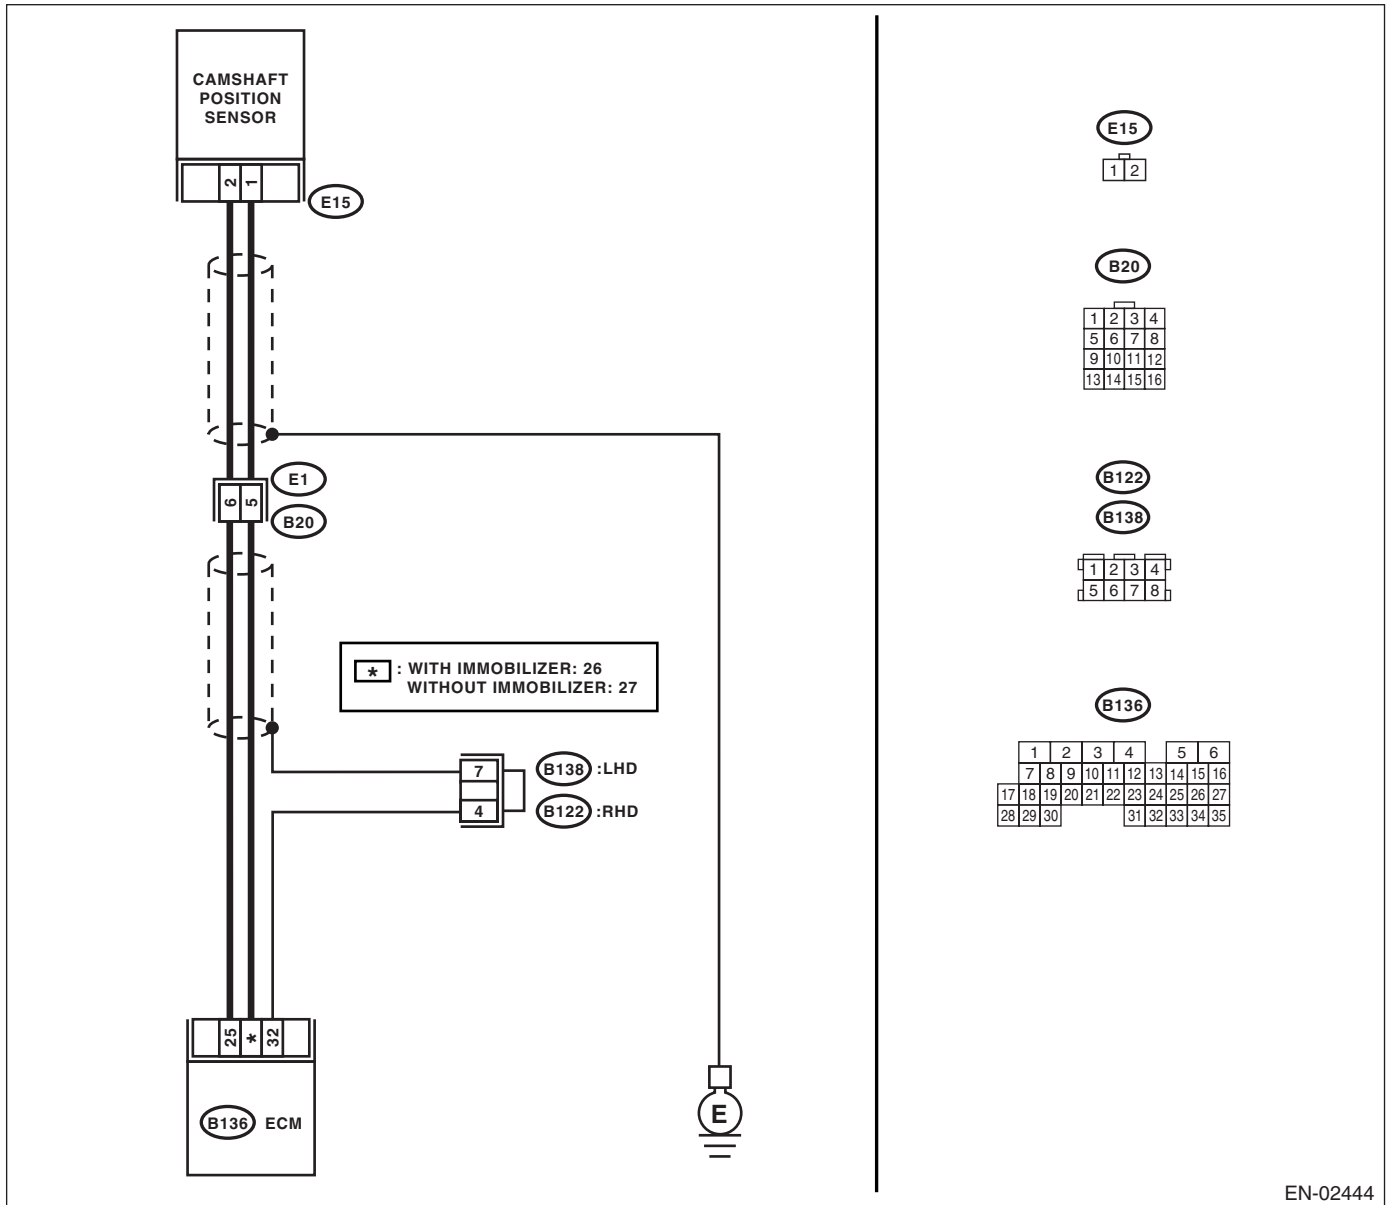 CAMSHAFT
POSITION
SENSOR
2 1
E15
E1
6 5
B20
* : WITH IMMOBILIZER: 26
WITHOUT IMMOBILIZER: 27
7 B138 :LHD
4 B122 :RHD
25 * 32
B136 ECM
E
E15
1 2
B20
1 2 3 4
5 6 7 8
9 10 11 12
13 14 15 16
B122
B138
1 2 3 4
5 6 7 8
B136
1 2 3 4 5 6
7 8 9 10 11 12 13 14 15 16
17 18 19 20 21 22 23 24 25 26 27
28 29 30 31 32 33 34 35
EN-02444